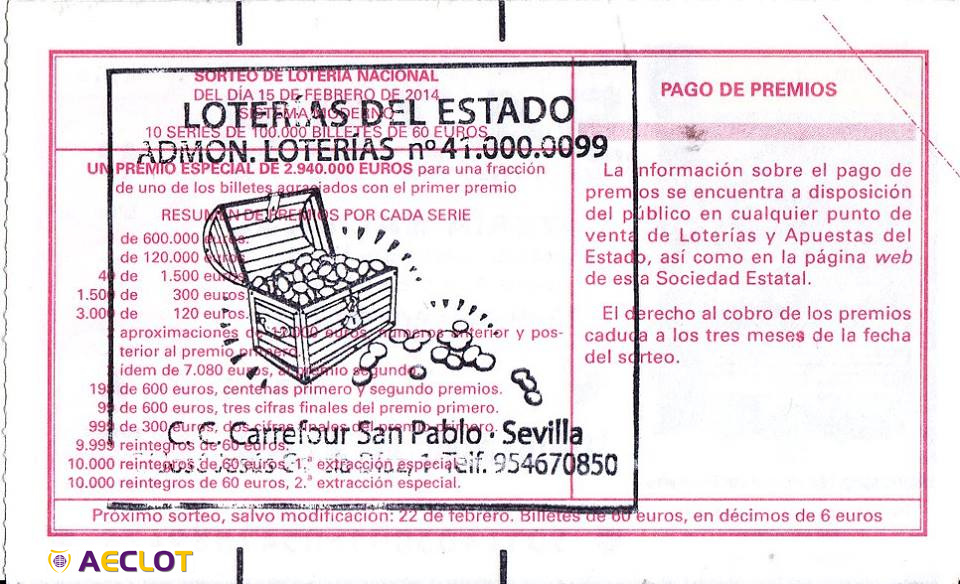 SORTEO DE LOTERIA NACIONAL
DEL DÍA 15 DE FEBRERO DE 2014
SISTEMA MODERNO
10 SERIES DE 100.000 BILLETES DE 60 EUROS
UN PREMIO ESPECIAL DE 2.940.000 EUROS para una fracción
de uno de los billetes agraciados con el primer premio
RESUMEN DE PREMIOS POR CADA SERIE
de 600.000 euros.
de 120.000 euros.
40 de 1.500 euros.
1.500 de 300 euros.
3.000 de 120 euros.
aproximaciones de euros, números anterior y pos-
terior al premio primero.
ídem de 7.080 euros, al premio segundo.
198 de 600 euros, centenas primero y segundo premios.
99 de 600 euros, tres cifras finales del premio primero.
999 de 300 euros, dos cifras finales del premio primero.
9.999 reintegros de 60 euros.
10.000 reintegros de 60 euros, 1.ª extracción especial.
10.000 reintegros de 60 euros, 2.ª extracción especial.
LOTERÍAS DEL ESTADO
ADMON. LOTERIAS nº 41.000.0099
C. C. Carrefour San Pablo · Sevilla
Telf. 954670850
PAGO DE PREMIOS
La información sobre el pago de
premios se encuentra a disposición
del público en cualquier punto de
venta de Loterías y Apuestas del
Estado, así como en la página web
de esta Sociedad Estatal.
El derecho al cobro de los premios
caduca a los tres meses de la fecha
del sorteo.
Próximo sorteo, salvo modificación: 22 de febrero. Billetes de 60 euros, en décimos de 6 euros
AECLOT